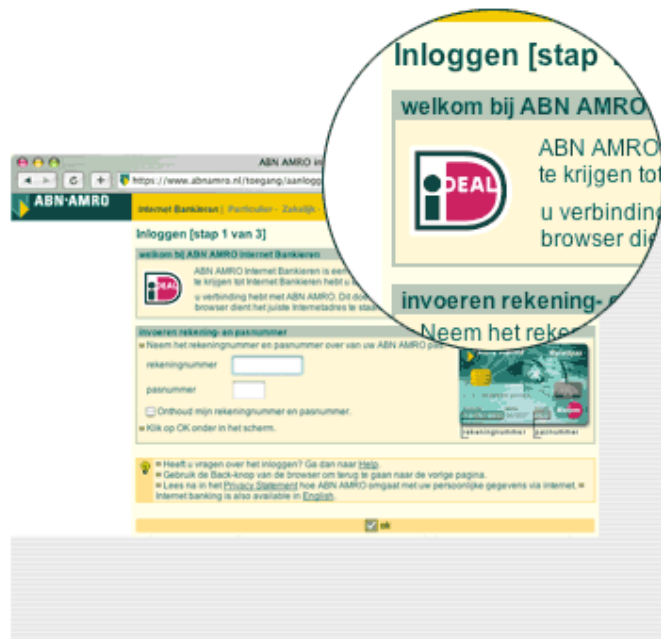 Inloggen [stap
welkom bij ABN AMRO
ABN AMRO
te krijgen tot
iDEAL
u verbinding
browser die
invoeren rekening-
Neem het reke
ABN AMRO in
https://www.abnamro.nl/toegang/aanlogg
ABN·AMRO
Internet Bankieren | Particulier - Zakelijk -
Inloggen [stap 1 van 3]
welkom bij ABN AMRO Internet Bankieren
ABN AMRO Internet Bankieren is een
te krijgen tot Internet Bankieren hebt u
iDEAL
u verbinding hebt met ABN AMRO. Dit doe
browser dient het juiste Internetadres te staa
invoeren rekening- en pasnummer
Neem het rekeningnummer en pasnummer over van uw ABN AMRO pas
rekeningnummer
pasnummer
Onthoud mijn rekeningnummer en pasnummer.
Klik op OK onder in het scherm.
rekeningnummer pasnummer
Heeft u vragen over het inloggen? Ga dan naar Help.
Gebruik de Back-knop van de browser om terug te gaan naar de vorige pagina.
Lees na in het Privacy Statement hoe ABN AMRO omgaat met uw persoonlijke gegevens via internet.
Internet banking is also available in English.
ok